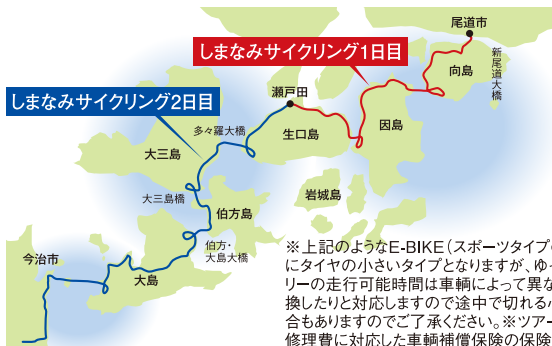 尾道市
しまなみサイクリング1日目
向島
新尾道大橋
瀬戸田
しまなみサイクリング2日目
因島
多々羅大橋
生口島
大三島
大三島橋
岩城島
伯方島
伯方・
大島大橋
今治市
大島
※上記のようなE-BIKE（スポーツタイプ
にタイヤの小さいタイプとなりますが、ゆっ
リーの走行可能時間は車輌によって異な
換したりと対応しますので途中で切れる
合もありますのでご了承ください。※ツアー
修理費に対応した車輌補償保険の保険